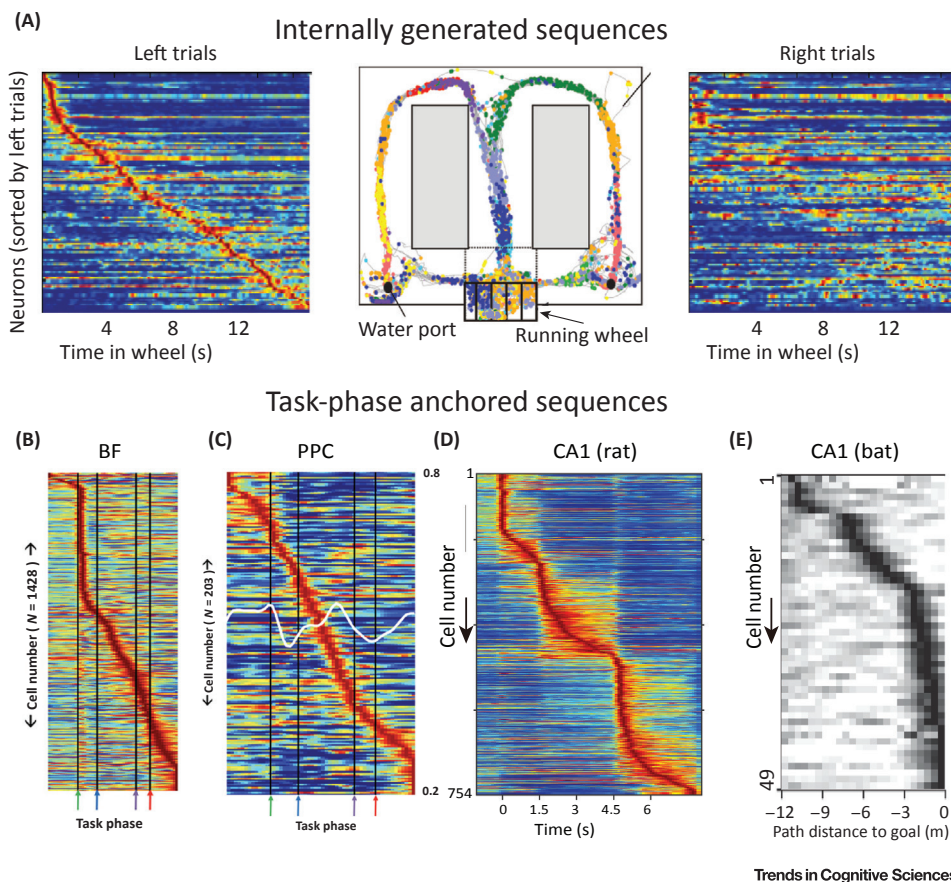 (A)
Internally generated sequences
Left trials
Right trials
Neurons (sorted by left trials)
4 8 12
Time in wheel (s)
Water port
Running wheel
4 8 12
Time in wheel (s)
Task-phase anchored sequences
(B)
BF
← Cell number ( N = 1428 ) →
Task phase
(C)
PPC
← Cell number ( N = 203) →
0.8
0.2
Task phase
(D)
CA1 (rat)
1
Cell number
754
0 1.5 3 4.5 6
Time (s)
(E)
CA1 (bat)
1
Cell number
49
−12 −9 −6 −3 0
Path distance to goal (m)
Trends in Cognitive Sciences